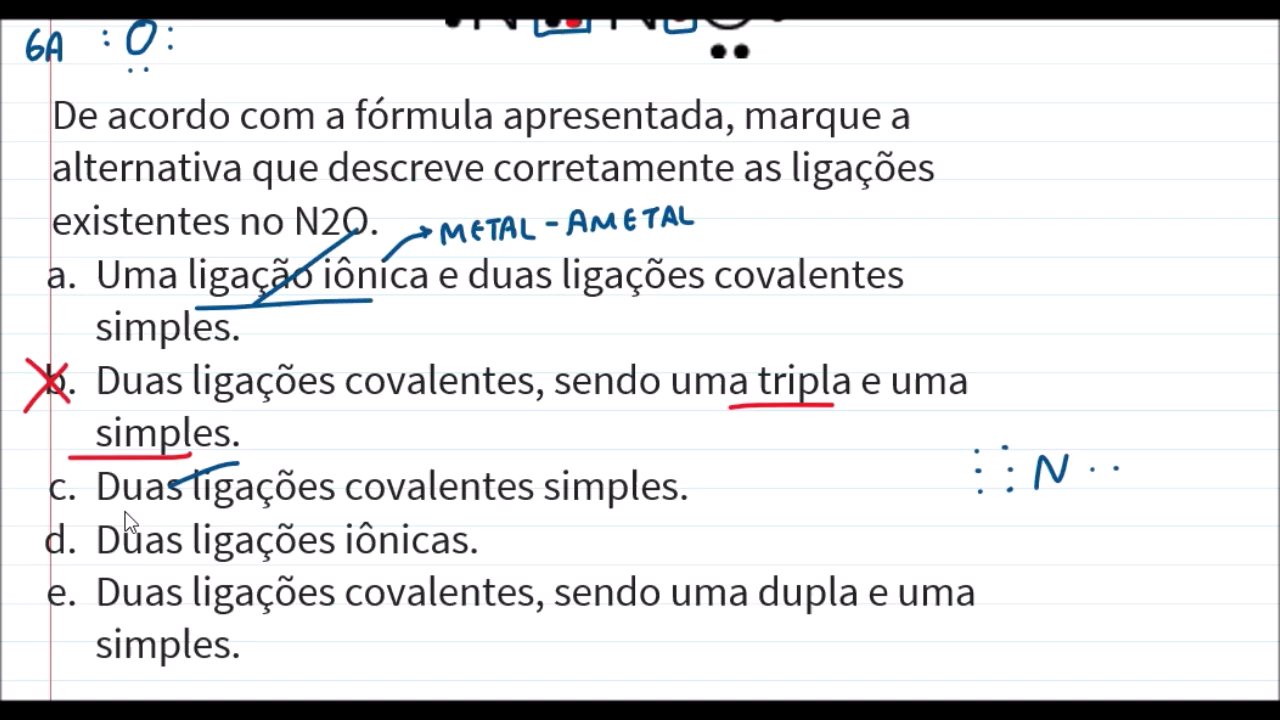 6A :O:
De acordo com a fórmula apresentada, marque a
alternativa que descreve corretamente as ligações
existentes no N2O.
METAL - AMETAL
a. Uma ligação iônica e duas ligações covalentes
simples.
b. Duas ligações covalentes, sendo uma tripla e uma
simples.
c. Duas ligações covalentes simples.
N
d. Duas ligações iônicas.
e. Duas ligações covalentes, sendo uma dupla e uma
simples.